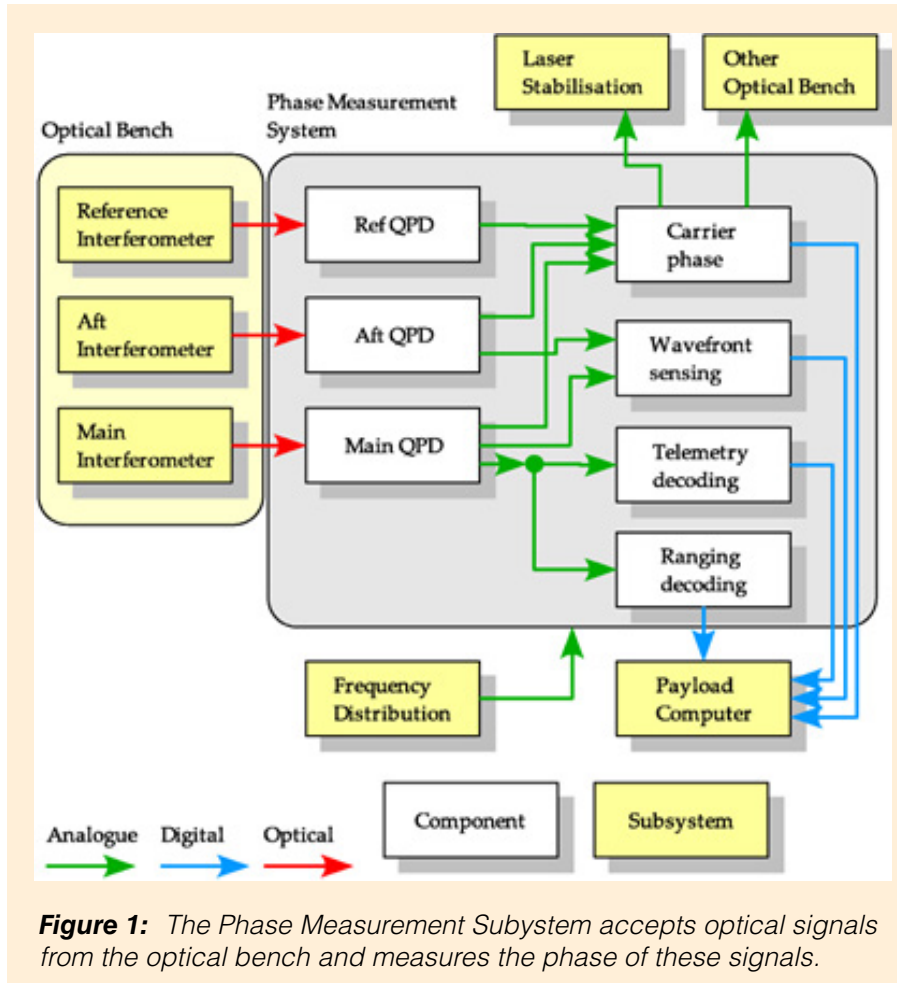 Laser
Stabilisation
Other
Optical Bench
Phase Measurement
System
Optical Bench
Reference
Interferometer
Ref QPD
Carrier
phase
Aft
Interferometer
Aft QPD
Wavefront
sensing
Main
Interferometer
Main QPD
Telemetry
decoding
Ranging
decoding
Frequency
Distribution
Payload
Computer
Analogue Digital Optical
Component
Subsystem
Figure 1: The Phase Measurement Subystem accepts optical signals
from the optical bench and measures the phase of these signals.